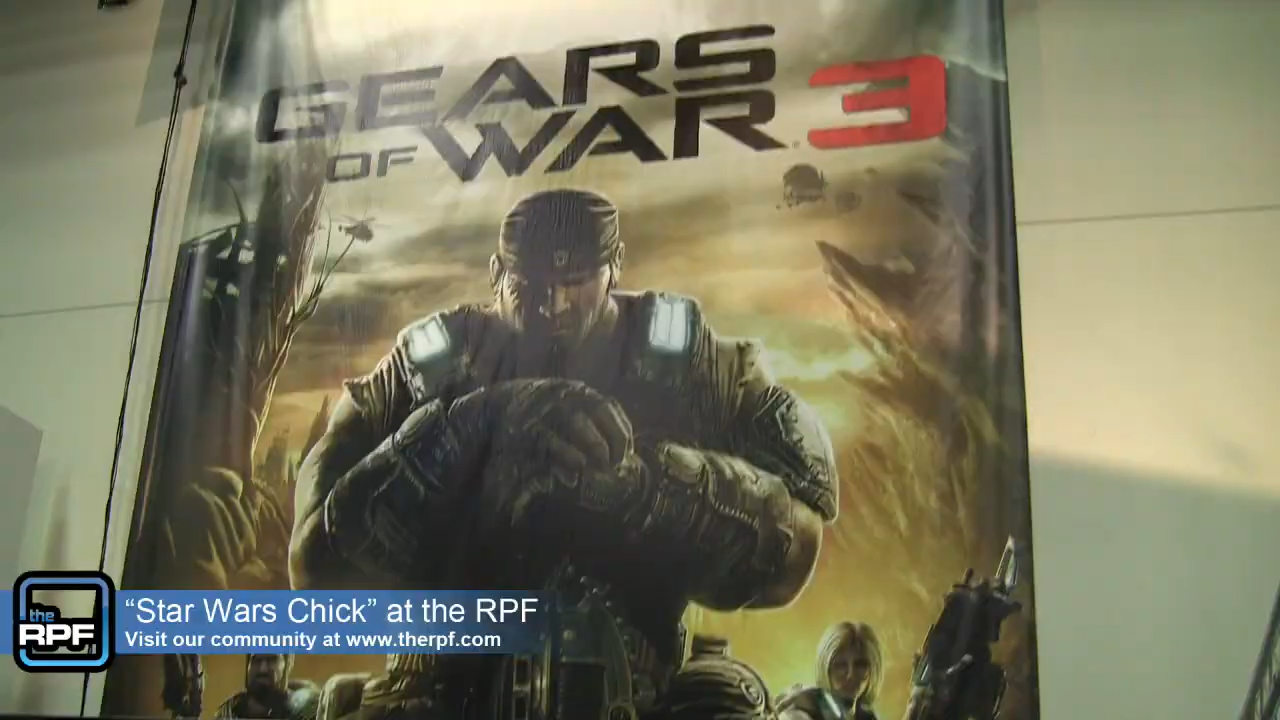 GEARS
OF WAR 3
"Star Wars Chick" at the RPF
Visit our community at www.therpf.com
the
RPF